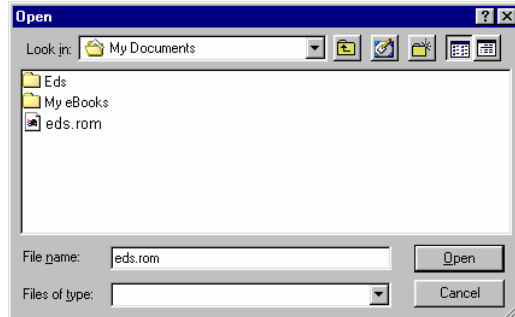 Open
Look in: My Documents
Eds
My eBooks
eds.rom
File name: eds.rom
Open
Files of type:
Cancel